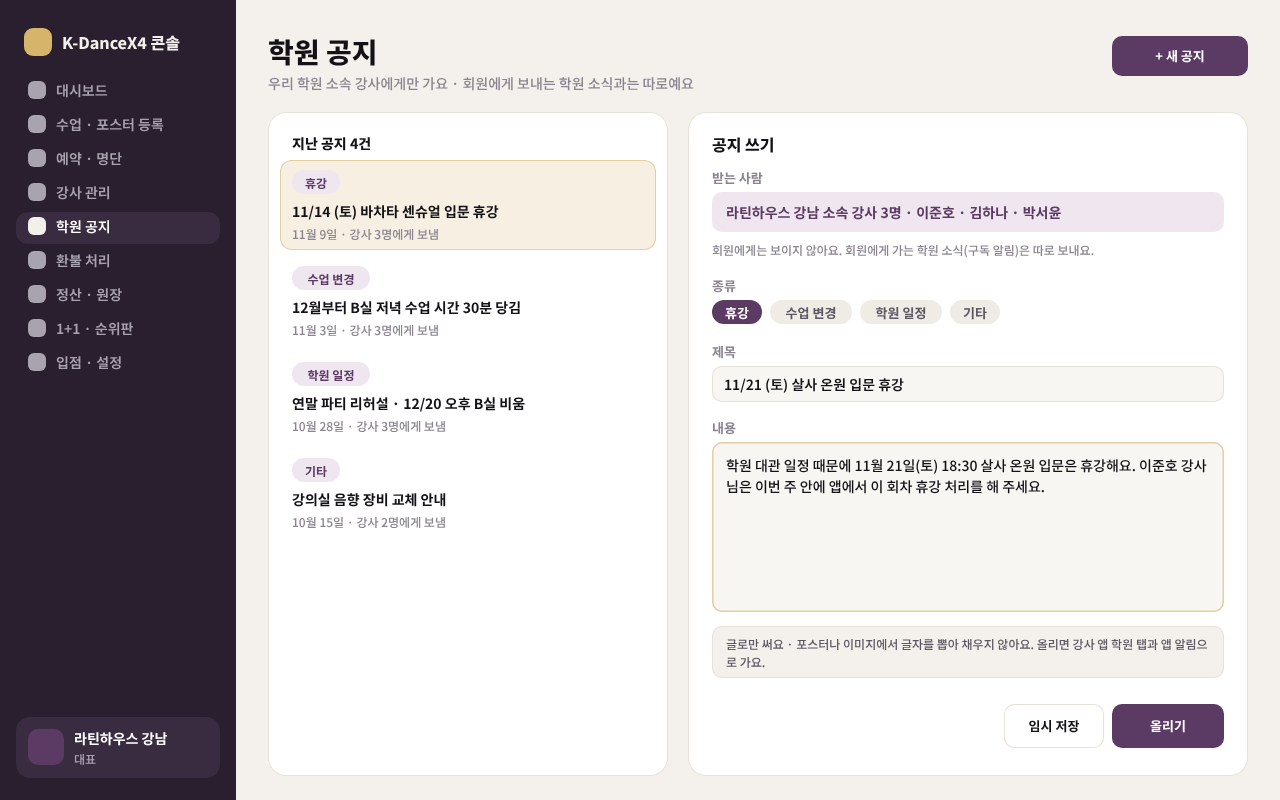 K-DanceX4 콘솔
대시보드
수업 · 포스터 등록
예약 · 명단
강사 관리
학원 공지
환불 처리
정산 · 원장
1+1 · 순위판
입점 · 설정
라틴하우스 강남
대표
학원 공지
우리 학원 소속 강사에게만 가요 · 회원에게 보내는 학원 소식과는 따로예요
+ 새 공지
지난 공지 4건
휴강
11/14 (토) 바차타 센슈얼 입문 휴강
11월 9일 · 강사 3명에게 보냄
수업 변경
12월부터 B실 저녁 수업 시간 30분 당김
11월 3일 · 강사 3명에게 보냄
학원 일정
연말 파티 리허설 · 12/20 오후 B실 비움
10월 28일 · 강사 3명에게 보냄
기타
강의실 음향 장비 교체 안내
10월 15일 · 강사 2명에게 보냄
공지 쓰기
받는 사람
라틴하우스 강남 소속 강사 3명 · 이준호 · 김하나 · 박서윤
회원에게는 보이지 않아요. 회원에게 가는 학원 소식(구독 알림)은 따로 보내요.
종류
휴강 수업 변경 학원 일정 기타
제목
11/21 (토) 살사 온원 입문 휴강
내용
학원 대관 일정 때문에 11월 21일(토) 18:30 살사 온원 입문은 휴강해요. 이준호 강사
님은 이번 주 안에 앱에서 이 회차 휴강 처리를 해 주세요.
글로만 써요 · 포스터나 이미지에서 글자를 뽑아 채우지 않아요. 올리면 강사 앱 학원 탭과 앱 알림으
로 가요.
임시 저장
올리기